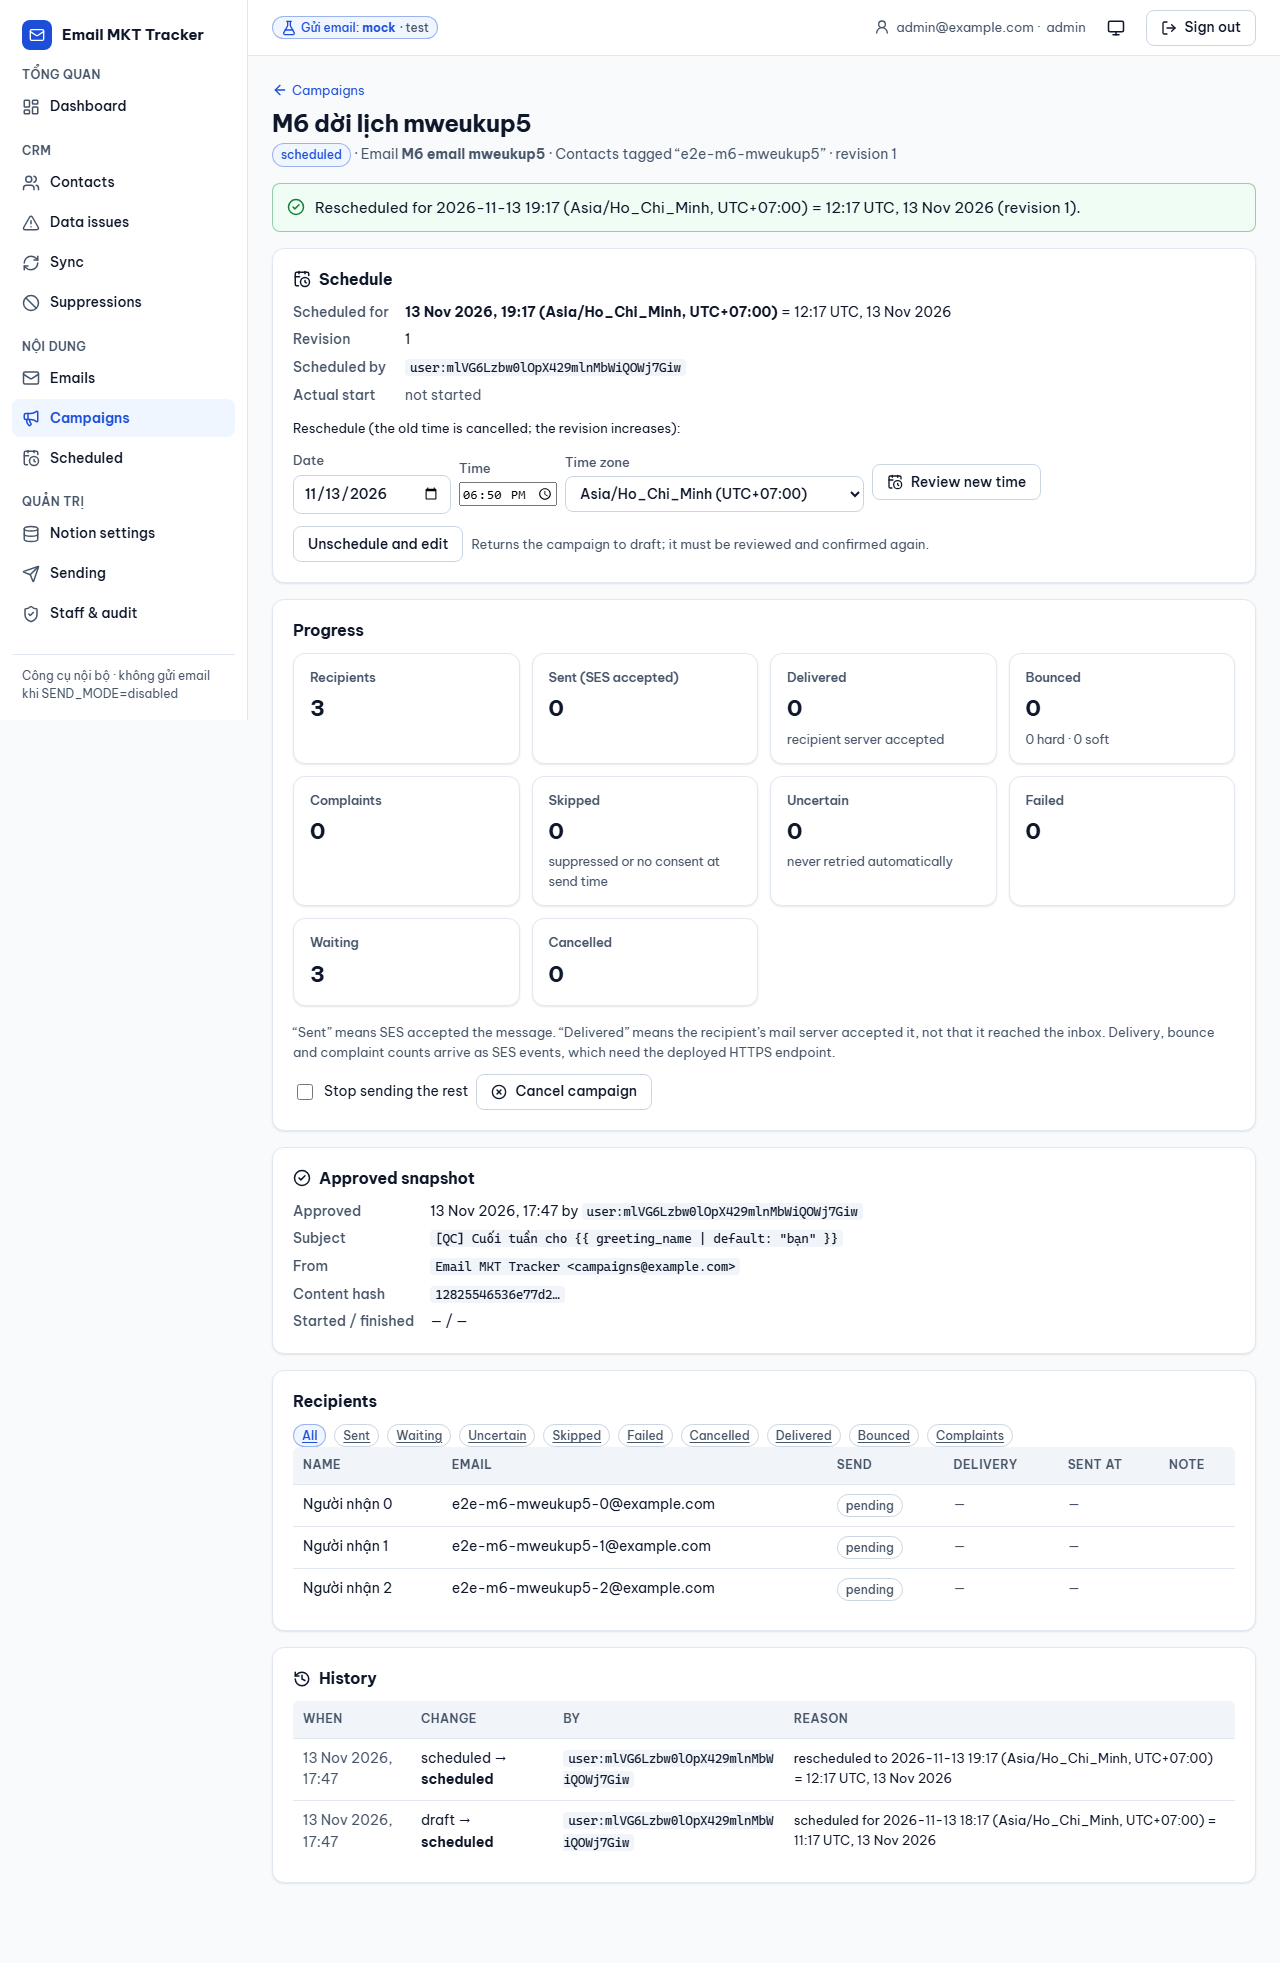 Email MKT Tracker
TỔNG QUAN
Dashboard
CRM
Contacts
Data issues
Sync
Suppressions
NỘI DUNG
Emails
Campaigns
Scheduled
QUẢN TRỊ
Notion settings
Sending
Staff & audit
Công cụ nội bộ · không gửi email
khi SEND_MODE=disabled
Gửi email: mock · test
admin@example.com · admin
Sign out
Campaigns
M6 dời lịch mweukup5
scheduled · Email M6 email mweukup5 · Contacts tagged “e2e-m6-mweukup5” · revision 1
Rescheduled for 2026-11-13 19:17 (Asia/Ho_Chi_Minh, UTC+07:00) = 12:17 UTC, 13 Nov 2026 (revision 1).
Schedule
Scheduled for 13 Nov 2026, 19:17 (Asia/Ho_Chi_Minh, UTC+07:00) = 12:17 UTC, 13 Nov 2026
Revision 1
Scheduled by user:mlVG6Lzbw0lOpX429mlnMbWiQOWj7Giw
Actual start not started
Reschedule (the old time is cancelled; the revision increases):
Date Time Time zone
11/13/2026 06:50 PM Asia/Ho_Chi_Minh (UTC+07:00) Review new time
Unschedule and edit Returns the campaign to draft; it must be reviewed and confirmed again.
Progress
Recipients Sent (SES accepted) Delivered Bounced
3 0 0 0
recipient server accepted 0 hard · 0 soft
Complaints Skipped Uncertain Failed
0 0 0 0
suppressed or no consent at never retried automatically
send time
Waiting Cancelled
3 0
“Sent” means SES accepted the message. “Delivered” means the recipient’s mail server accepted it, not that it reached the inbox. Delivery, bounce
and complaint counts arrive as SES events, which need the deployed HTTPS endpoint.
Stop sending the rest Cancel campaign
Approved snapshot
Approved 13 Nov 2026, 17:47 by user:mlVG6Lzbw0lOpX429mlnMbWiQOWj7Giw
Subject [QC] Cuối tuần cho {{ greeting_name | default: "bạn" }}
From Email MKT Tracker <campaigns@example.com>
Content hash 12825546536e77d2…
Started / finished — / —
Recipients
All Sent Waiting Uncertain Skipped Failed Cancelled Delivered Bounced Complaints
NAME EMAIL SEND DELIVERY SENT AT NOTE
Người nhận 0 e2e-m6-mweukup5-0@example.com pending — —
Người nhận 1 e2e-m6-mweukup5-1@example.com pending — —
Người nhận 2 e2e-m6-mweukup5-2@example.com pending — —
History
WHEN CHANGE BY REASON
13 Nov 2026, scheduled → user:mlVG6Lzbw0lOpX429mlnMbW rescheduled to 2026-11-13 19:17 (Asia/Ho_Chi_Minh, UTC+07:00)
17:47 scheduled iQOWj7Giw = 12:17 UTC, 13 Nov 2026
13 Nov 2026, draft → user:mlVG6Lzbw0lOpX429mlnMbW scheduled for 2026-11-13 18:17 (Asia/Ho_Chi_Minh, UTC+07:00) =
17:47 scheduled iQOWj7Giw 11:17 UTC, 13 Nov 2026